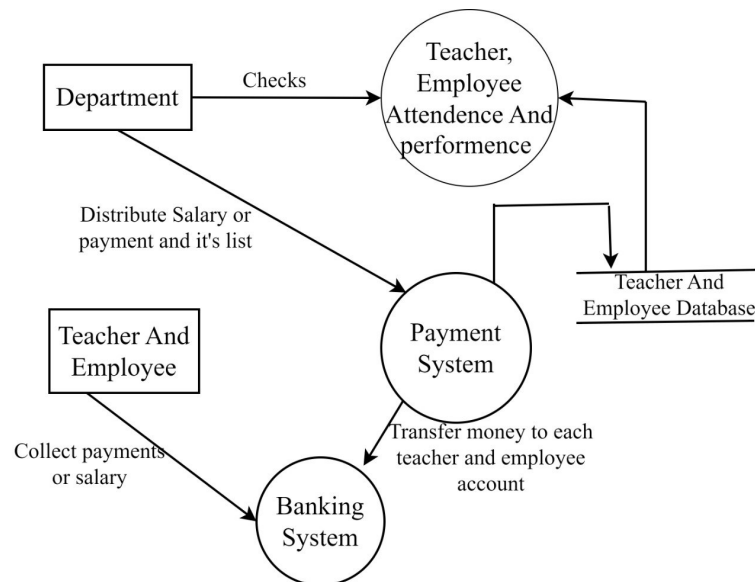 Teacher,
Employee
Attendence And
performence
Checks
Department
Distribute Salary or
payment and it's list
Teacher And
Employee Database
Teacher And
Employee
Payment
System
Collect payments
or salary
Transfer money to each
teacher and employee
account
Banking
System